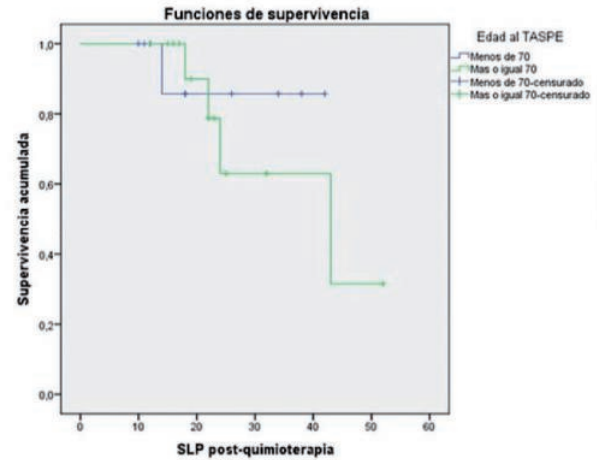 Funciones de supervivencia
Edad al TASPE
Menos de 70
Mas o igual 70
Menos de 70-censurado
Mas o igual 70-censurado
Supervivencia acumulada
1,0
0,8
0,6
0,4
0,2
0,0
0 10 20 30 40 50 60
SLP post-quimioterapia